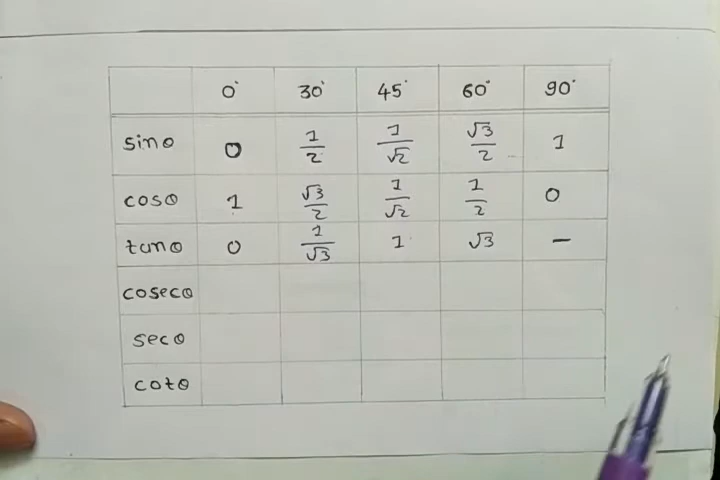 0° 30° 45° 60° 90°
sinθ 0 1/2 1/√2 √3/2 1
cosθ 1 √3/2 1/√2 1/2 0
tanθ 0 1/√3 1 √3 –
cosecθ
secθ
cotθ